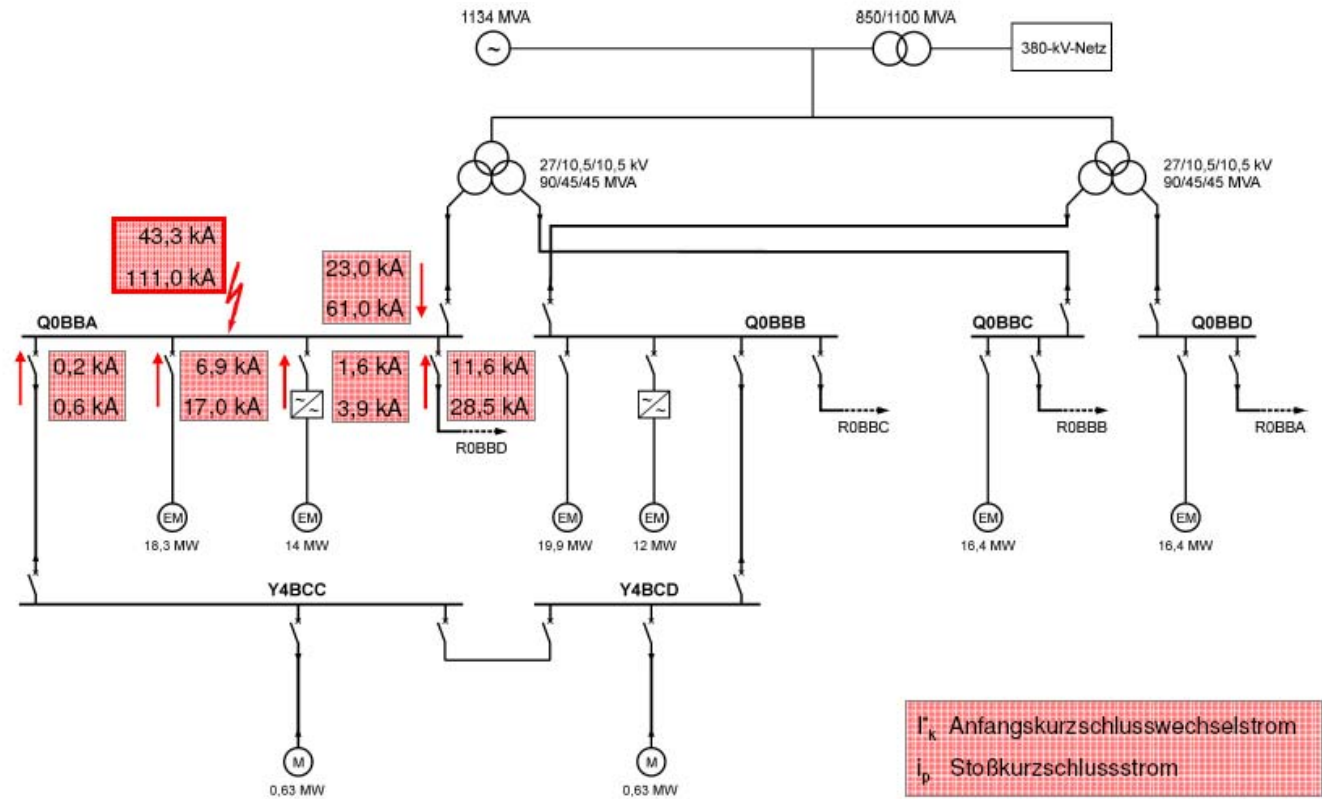 1134 MVA
850/1100 MVA
~
380-kV-Netz
27/10,5/10,5 kV
90/45/45 MVA
27/10,5/10,5 kV
90/45/45 MVA
43,3 kA
111,0 kA
23,0 kA
61,0 kA
Q0BBA
Q0BBB
Q0BBC
Q0BBD
0,2 kA
0,6 kA
6,9 kA
17,0 kA
~
~
1,6 kA
3,9 kA
11,6 kA
28,5 kA
~
~
R0BBD
R0BBC
R0BBB
R0BBA
EM
EM
EM
EM
EM
EM
18,3 MW
14 MW
19,9 MW
12 MW
16,4 MW
16,4 MW
Y4BCC
Y4BCD
M
M
0,63 MW
0,63 MW
I"k Anfangskurzschlusswechselstrom
ip Stoßkurzschlussstrom